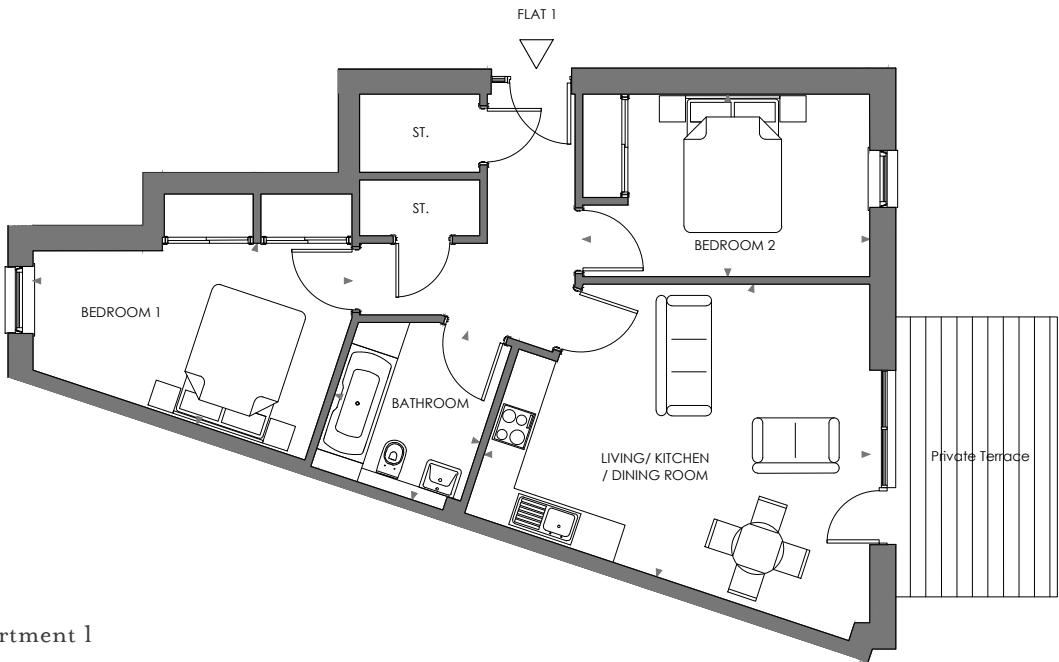 FLAT 1
ST.
ST.
BEDROOM 2
BEDROOM 1
BATHROOM
LIVING/ KITCHEN
/ DINING ROOM
Private Terrace
rtment 1